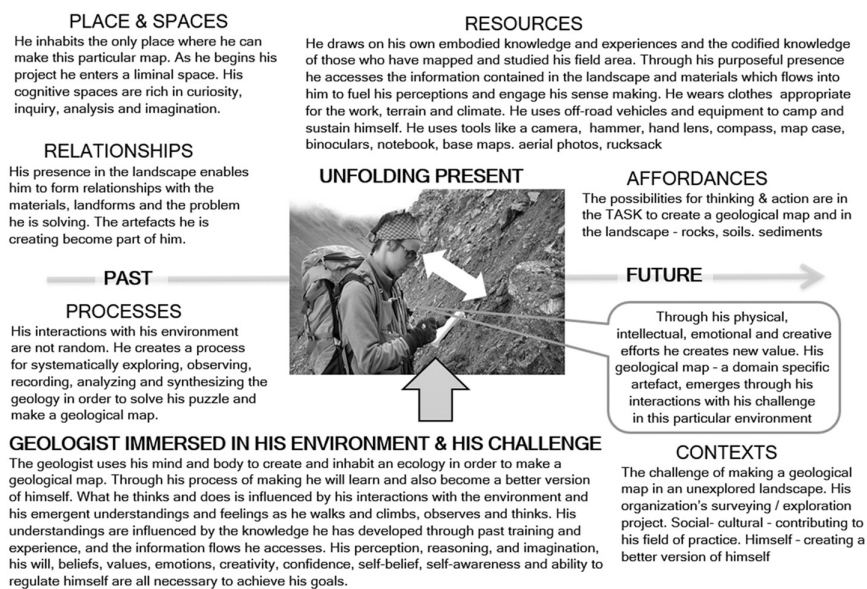 PLACE & SPACES
He inhabits the only place where he can
make this particular map. As he begins his
project he enters a liminal space. His
cognitive spaces are rich in curiosity,
inquiry, analysis and imagination.
RESOURCES
He draws on his own embodied knowledge and experiences and the codified knowledge
of those who have mapped and studied his field area. Through his purposeful presence
he accesses the information contained in the landscape and materials which flows into
him to fuel his perceptions and engage his sense making. He wears clothes appropriate
for the work, terrain and climate. He uses off-road vehicles and equipment to camp and
sustain himself. He uses tools like a camera, hammer, hand lens, compass, map case,
binoculars, notebook, base maps. aerial photos, rucksack
RELATIONSHIPS
His presence in the landscape enables
him to form relationships with the
materials, landforms and the problem
he is solving. The artefacts he is
creating become part of him.
UNFOLDING PRESENT
AFFORDANCES
The possibilities for thinking & action are in
the TASK to create a geological map and in
the landscape - rocks, soils. sediments
PAST
FUTURE
PROCESSES
His interactions with his environment
are not random. He creates a process
for systematically exploring, observing,
recording, analyzing and synthesizing the
geology in order to solve his puzzle and
make a geological map.
Through his physical,
intellectual, emotional and creative
efforts he creates new value. His
geological map - a domain specific
artefact, emerges through his
interactions with his challenge
in this particular environment
GEOLOGIST IMMERSED IN HIS ENVIRONMENT & HIS CHALLENGE
The geologist uses his mind and body to create and inhabit an ecology in order to make a
geological map. Through his process of making he will learn and also become a better version
of himself. What he thinks and does is influenced by his interactions with the environment and
his emergent understandings and feelings as he walks and climbs, observes and thinks. His
understandings are influenced by the knowledge he has developed through past training and
experience, and the information flows he accesses. His perception, reasoning, and imagination,
his will, beliefs, values, emotions, creativity, confidence, self-belief, self-awareness and ability to
regulate himself are all necessary to achieve his goals.
CONTEXTS
The challenge of making a geological
map in an unexplored landscape. His
organization's surveying / exploration
project. Social- cultural - contributing to
his field of practice. Himself - creating a
better version of himself